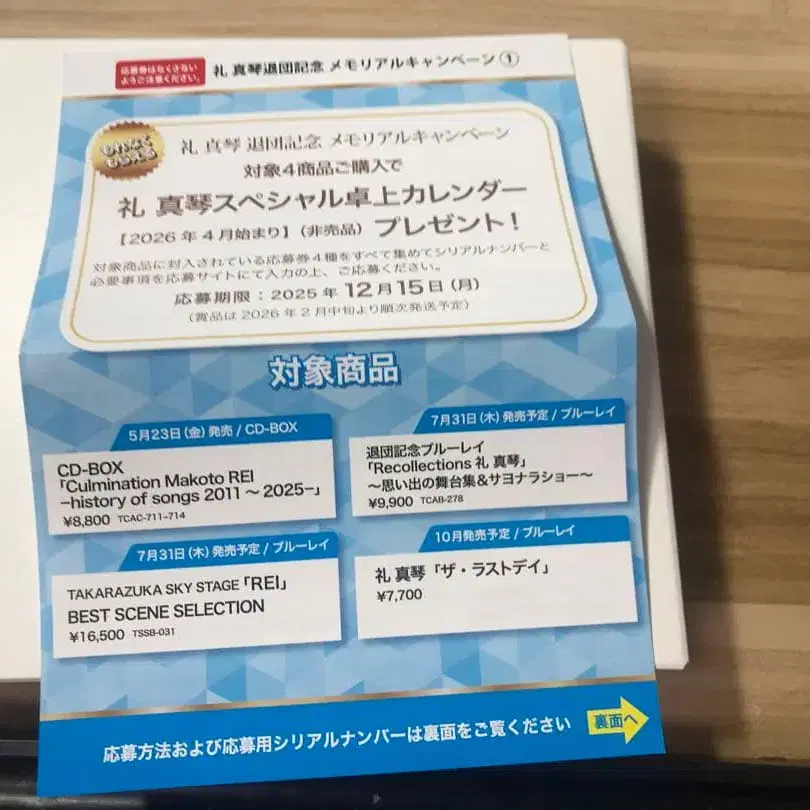 応募券はなくさない
ようご注意ください。
礼 真琴退団記念 メモリアルキャンペーン①
もれなく
もらえる
礼 真琴 退団記念 メモリアルキャンペーン
対象4商品ご購入で
礼 真琴スペシャル卓上カレンダー
【2026年4月始まり】(非売品) プレゼント!
対象商品に封入されている応募券4種をすべて集めてシリアルナンバーと
必要事項を応募サイトにて入力の上、ご応募ください。
応募期限:2025年12月15日(月)
(賞品は2026年2月中旬より順次発送予定)
対象商品
5月23日(金)発売/CD-BOX
CD-BOX
「Culmination Makoto REI
-history of songs 2011~2025-」
¥8,800 TCAC-711-714
7月31日(木)発売予定/ブルーレイ
退団記念ブルーレイ
「Recollections 礼 真琴」
~思い出の舞台集&サヨナラショー~
¥9,900 TCAB-278
7月31日(木)発売予定/ブルーレイ
TAKARAZUKA SKY STAGE「REI」
BEST SCENE SELECTION
¥16,500 TSSB-031
10月発売予定/ブルーレイ
礼 真琴「ザ・ラストデイ」
¥7,700
応募方法および応募用シリアルナンバーは裏面をご覧ください
裏面へ